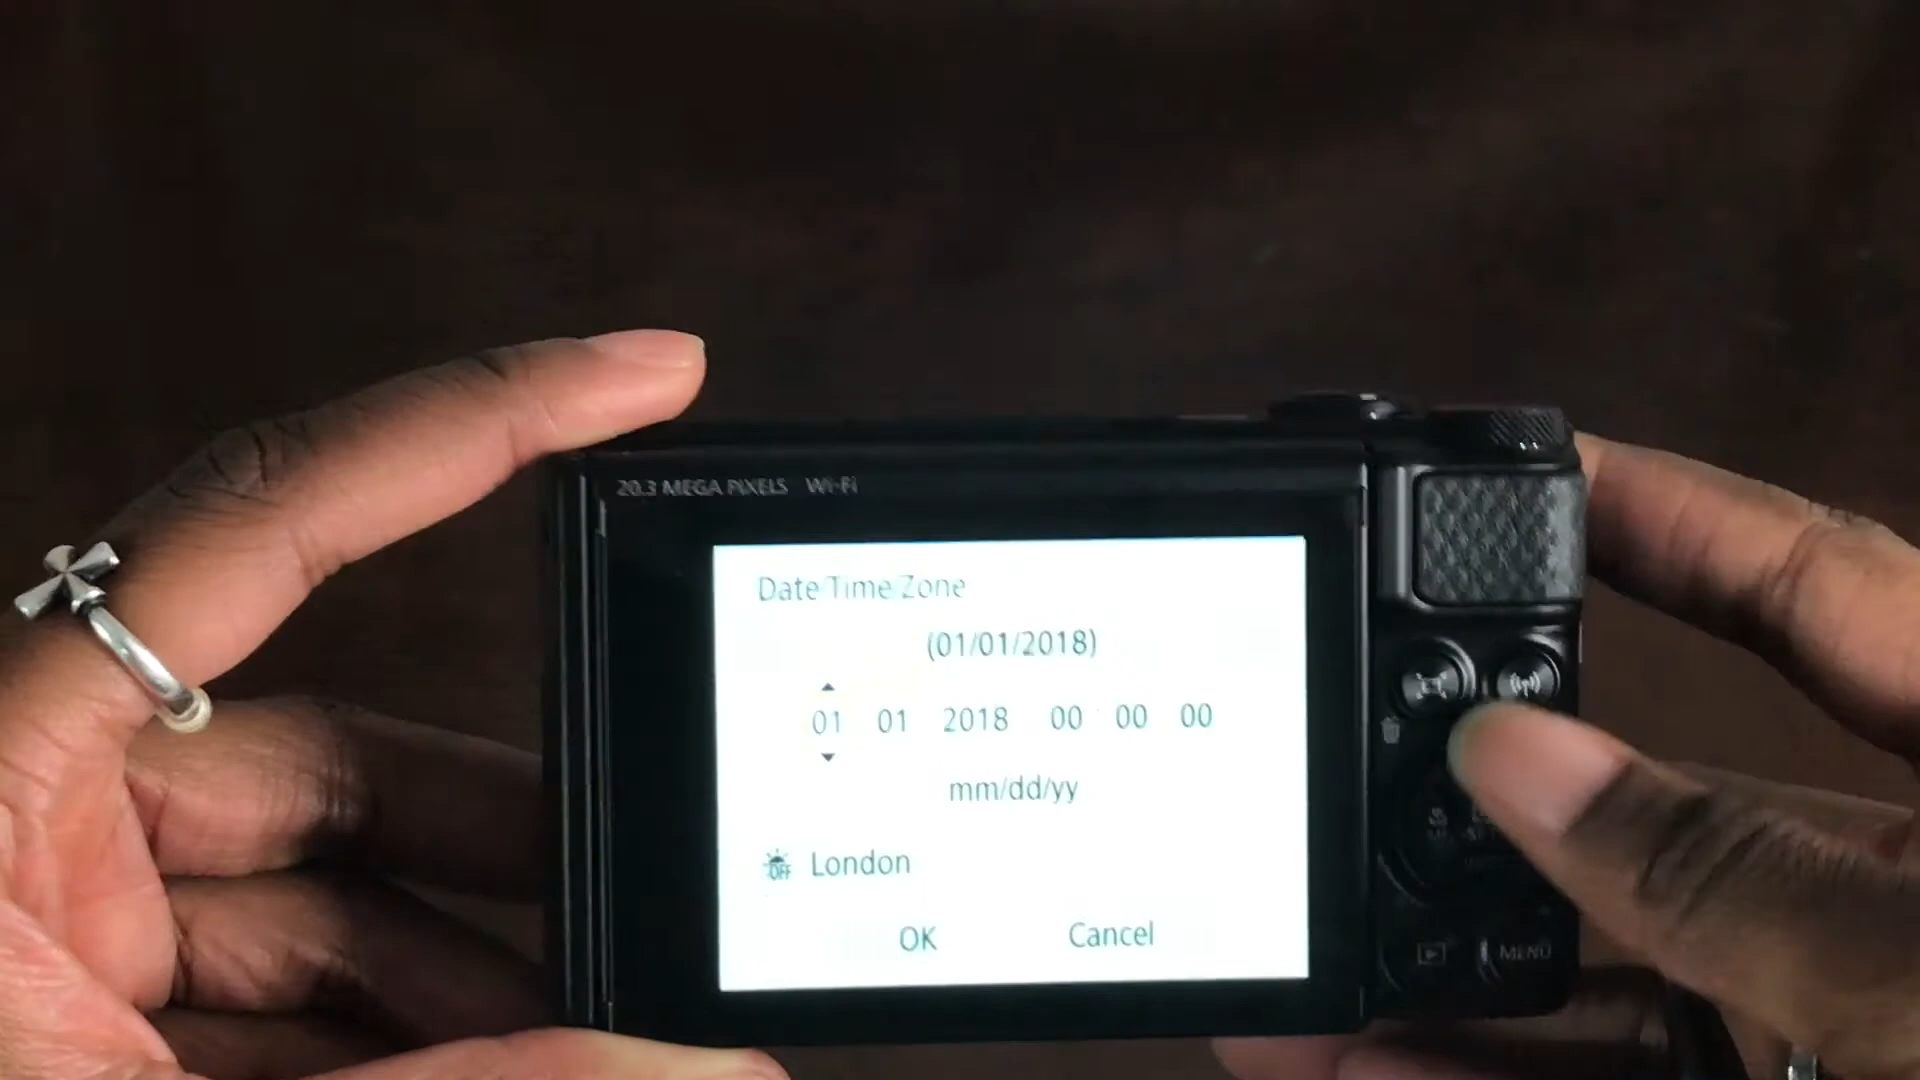 20.3 MEGA PIXELS Wi-Fi
Date/Time/Zone
(01/01/2018)
01 01 2018 00 00 00
mm/dd/yy
OFF London
OK Cancel
MENU